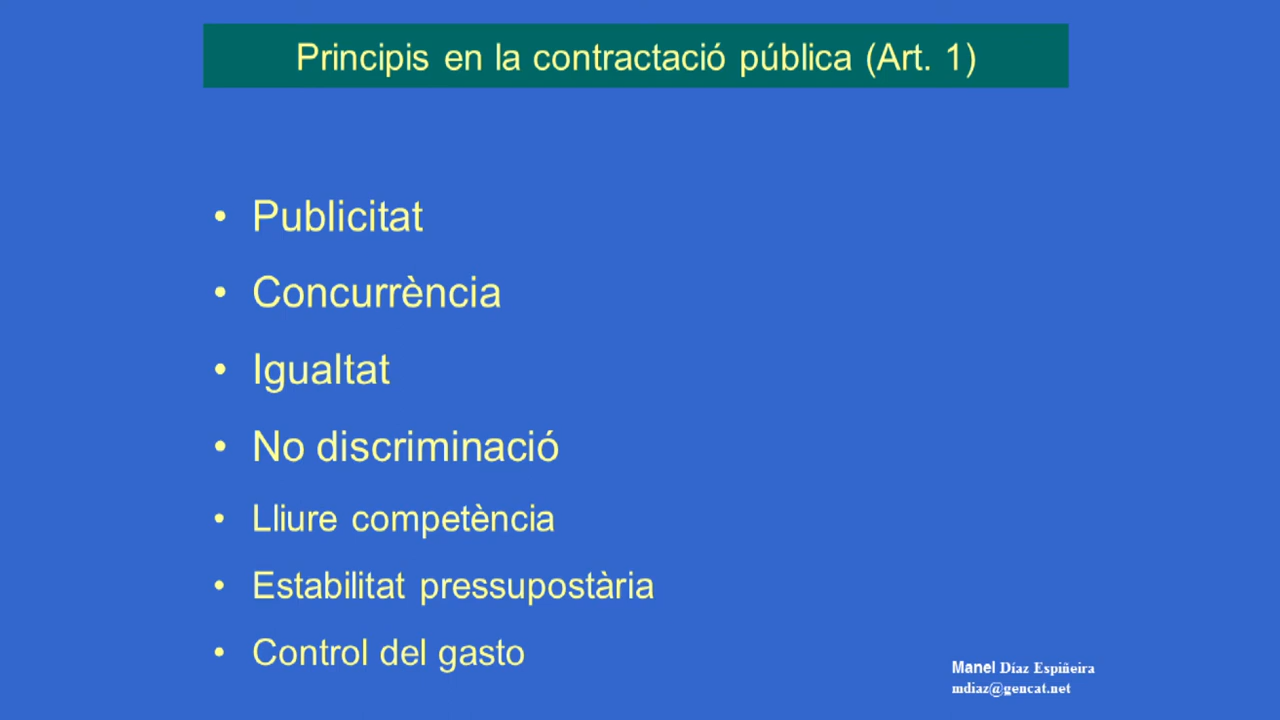 Principis en la contractació pública (Art. 1)
• Publicitat
• Concurrència
• Igualtat
• No discriminació
• Lliure competència
• Estabilitat pressupostària
• Control del gasto
Manel Díaz Espiñeira
mdiaz@gencat.net